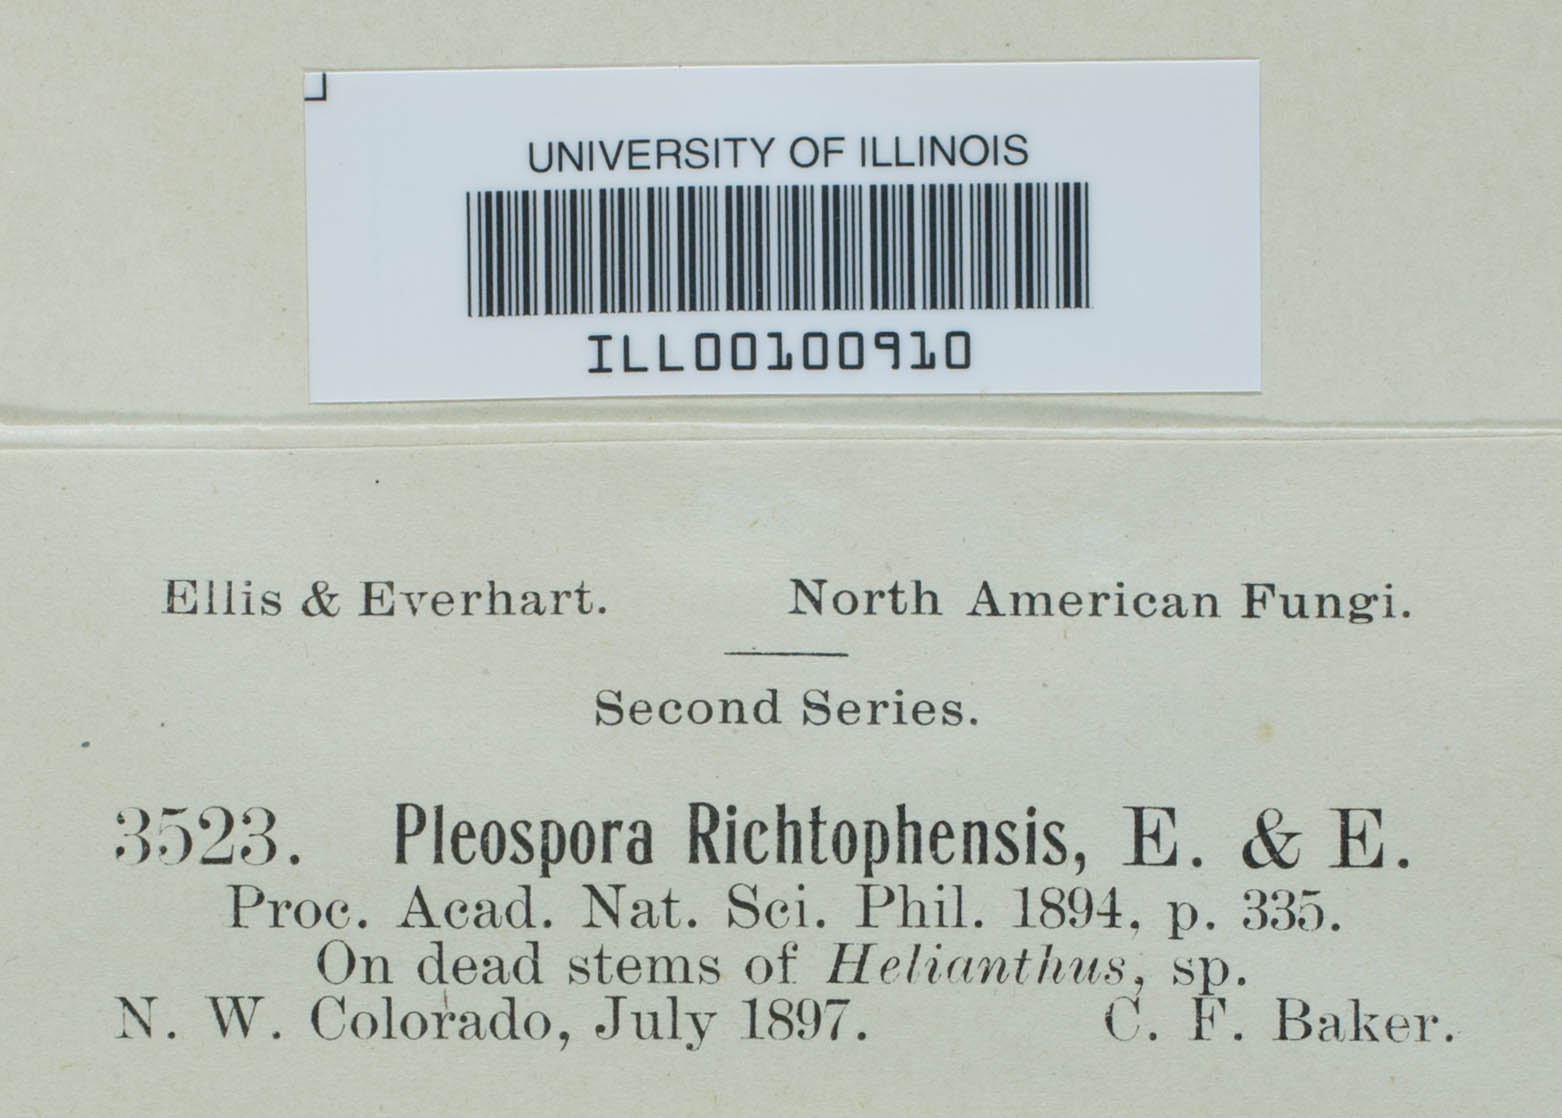 UNIVERSITY OF ILLINOIS
ILL00100910
Ellis & Everhart. North American Fungi.
Second Series.
3523. Pleospora Richtophensis, E. & E.
Proc. Acad. Nat. Sci. Phil. 1894, p. 335.
On dead stems of Helianthus, sp.
N. W. Colorado, July 1897. C. F. Baker.